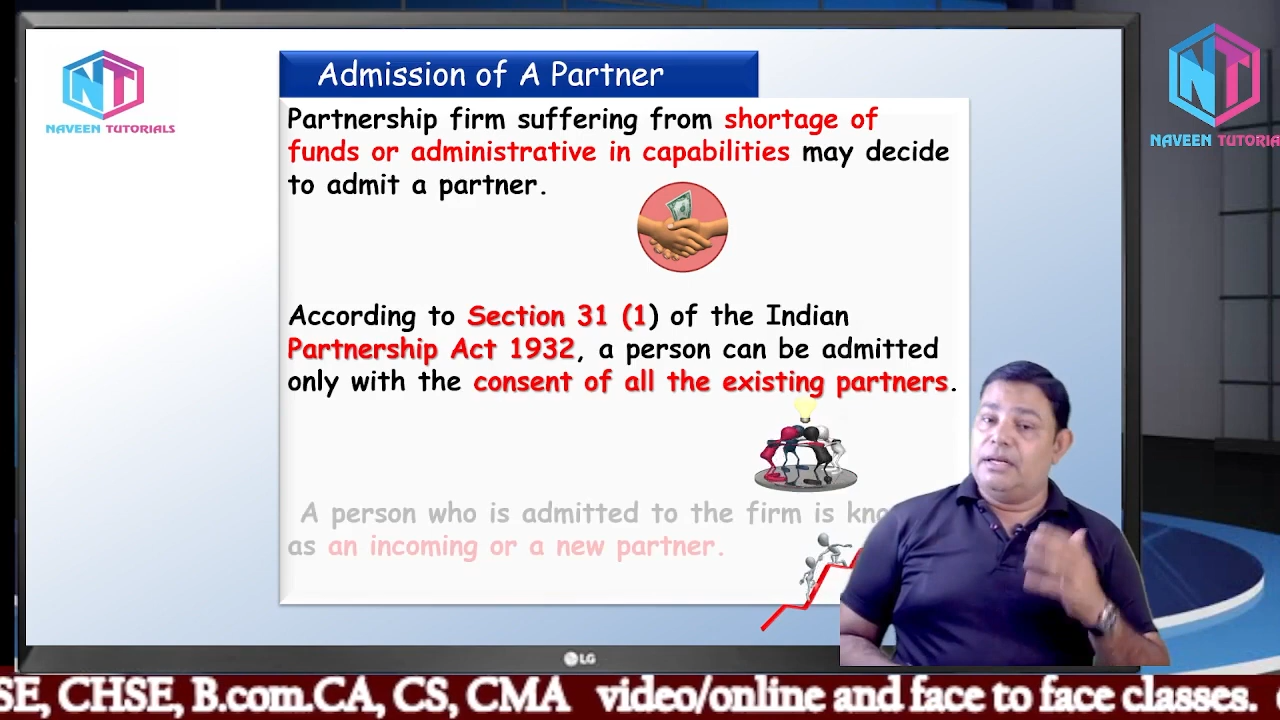 Admission of A Partner
NAVEEN TUTORIALS
NAVEEN TUTORIA
Partnership firm suffering from shortage of
funds or administrative in capabilities may decide
to admit a partner.
According to Section 31 (1) of the Indian
Partnership Act 1932, a person can be admitted
only with the consent of all the existing partners.
A person who is admitted to the firm is
as an incoming or a new partner.
LG
SE, CHSE, B.com.CA, CS, CMA video/online and face to face classes.